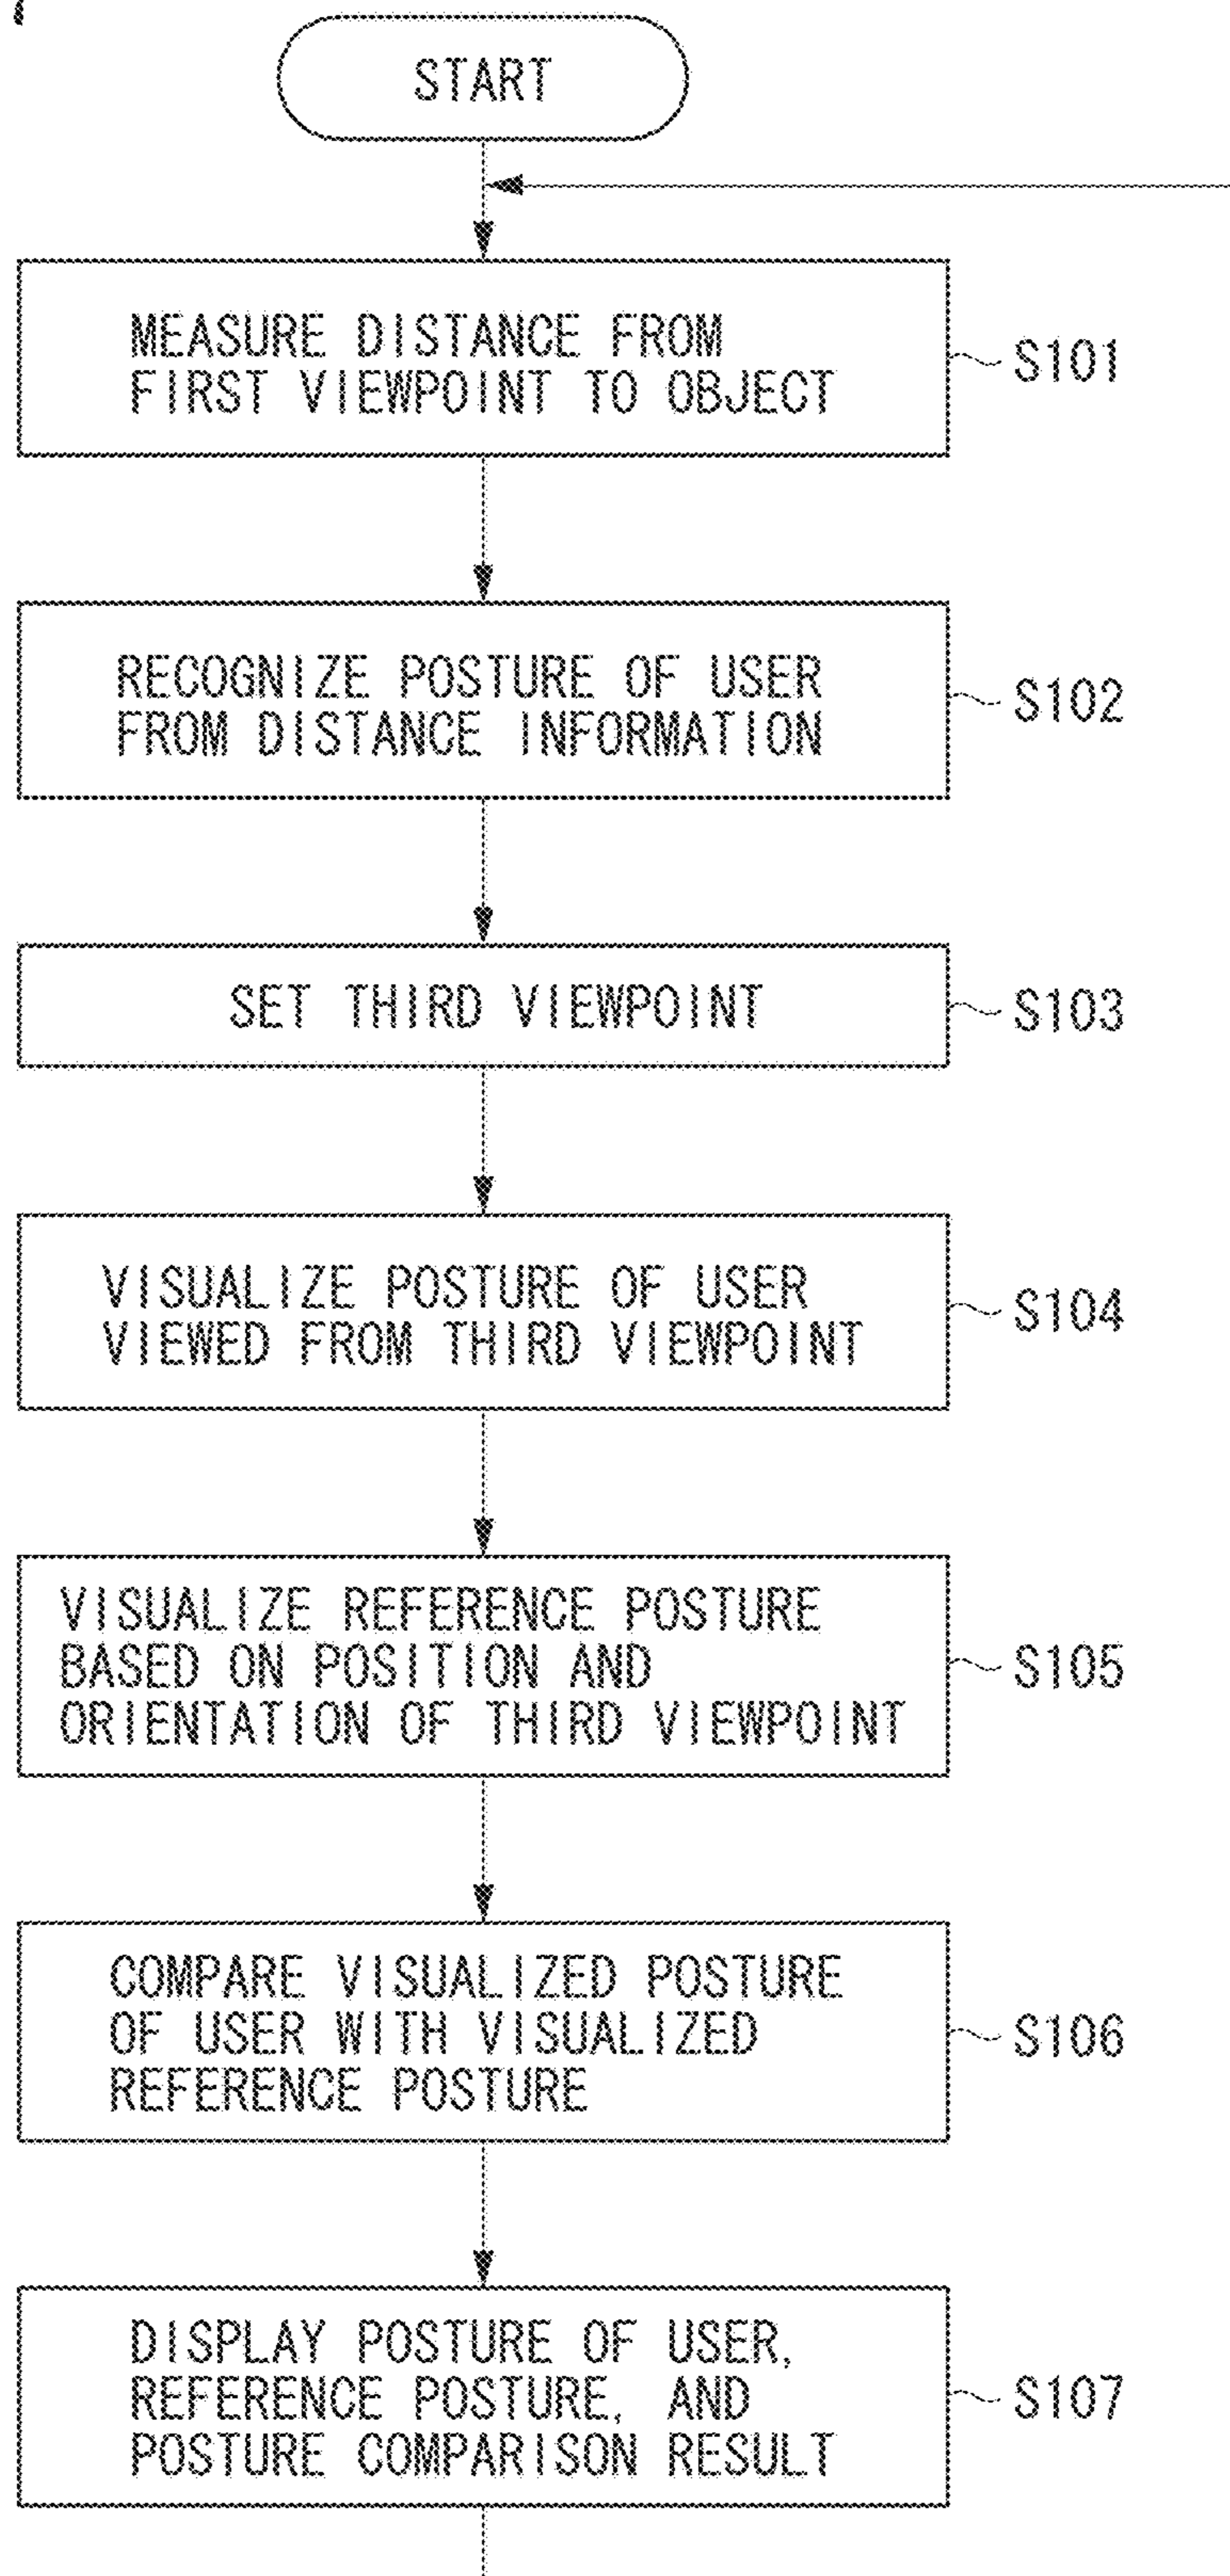 START
MEASURE DISTANCE FROM
FIRST VIEWPOINT TO OBJECT
S101
RECOGNIZE POSTURE OF USER
FROM DISTANCE INFORMATION
S102
SET THIRD VIEWPOINT
S103
VISUALIZE POSTURE OF USER
VIEWED FROM THIRD VIEWPOINT
S104
VISUALIZE REFERENCE POSTURE
BASED ON POSITION AND
ORIENTATION OF THIRD VIEWPOINT
S105
COMPARE VISUALIZED POSTURE
OF USER WITH VISUALIZED
REFERENCE POSTURE
S106
DISPLAY POSTURE OF USER,
REFERENCE POSTURE, AND
POSTURE COMPARISON RESULT
S107